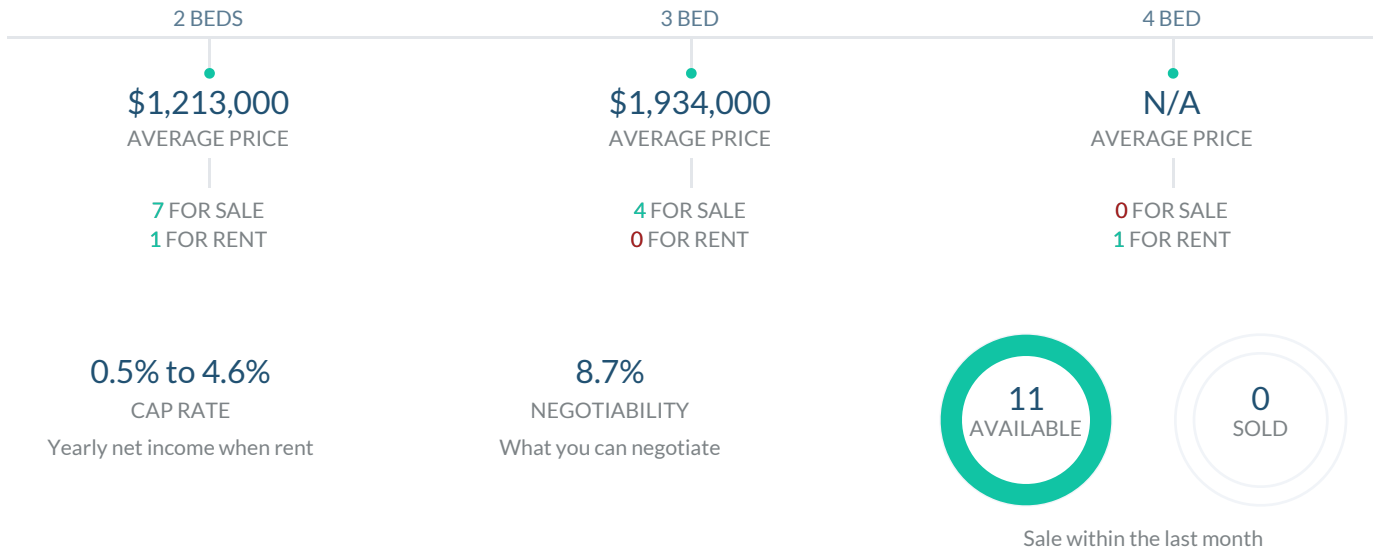 2 BEDS
$1,213,000
AVERAGE PRICE
7 FOR SALE
1 FOR RENT
3 BED
$1,934,000
AVERAGE PRICE
4 FOR SALE
0 FOR RENT
4 BED
N/A
AVERAGE PRICE
0 FOR SALE
1 FOR RENT
0.5% to 4.6%
CAP RATE
Yearly net income when rent
8.7%
NEGOTIABILITY
What you can negotiate
11
AVAILABLE
0
SOLD
Sale within the last month